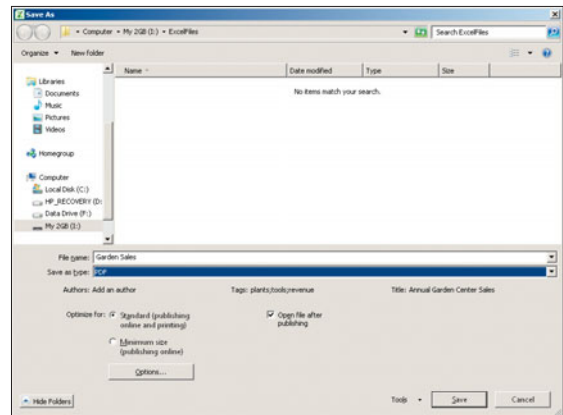 Save As
Computer • My 2GB (I:) • ExcelFiles
Search ExcelFiles
Organize
New folder
Name
Date modified
Type
Size
No items match your search.
Libraries
Documents
Music
Pictures
Videos
Homegroup
Computer
Local Disk (C:)
HP_RECOVERY (D:
Data Drive (F:)
My 2GB (I:)
File name: Garden Sales
Save as type: PDF
Authors: Add an author
Tags: plants;tools;revenue
Title: Annual Garden Center Sales
Optimize for:
Standard (publishing
online and printing)
Minimum size
(publishing online)
Open file after
publishing
Options...
Hide Folders
Tools
Save
Cancel